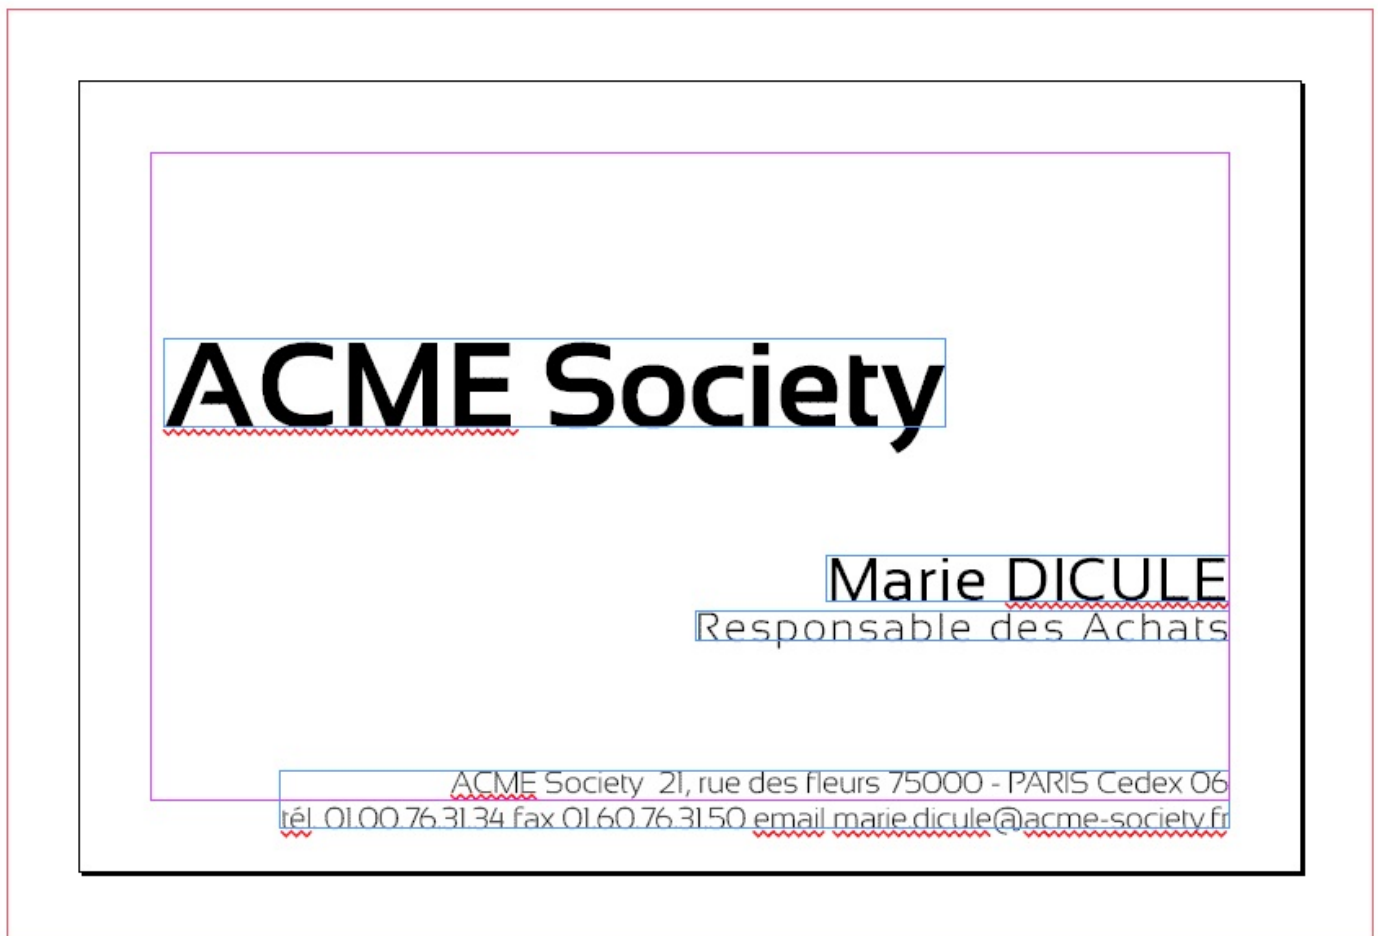 ACME Society
Marie DICULE
Responsable des Achats
ACME Society 21, rue des fleurs 75000 - PARIS Cedex 06
tél. 01.00.76.31.34 fax 01.60.76.31.50 email marie.dicule@acme-society.fr